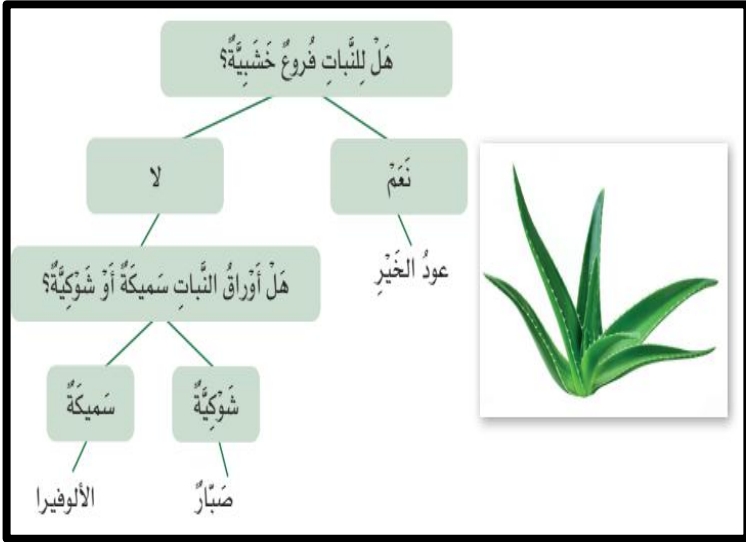 هَلْ لِلنَّباتِ فُروعٌ خَشَبِيَّةٌ؟
نَعَمْ
لا
عودُ الخَيْرِ
هَلْ أَوْراقُ النَّباتِ سَميكَةٌ أَوْ شَوْكِيَّةٌ؟
شَوْكِيَّةٌ
سَميكَةٌ
صَبَّارٌ
الألوفيرا